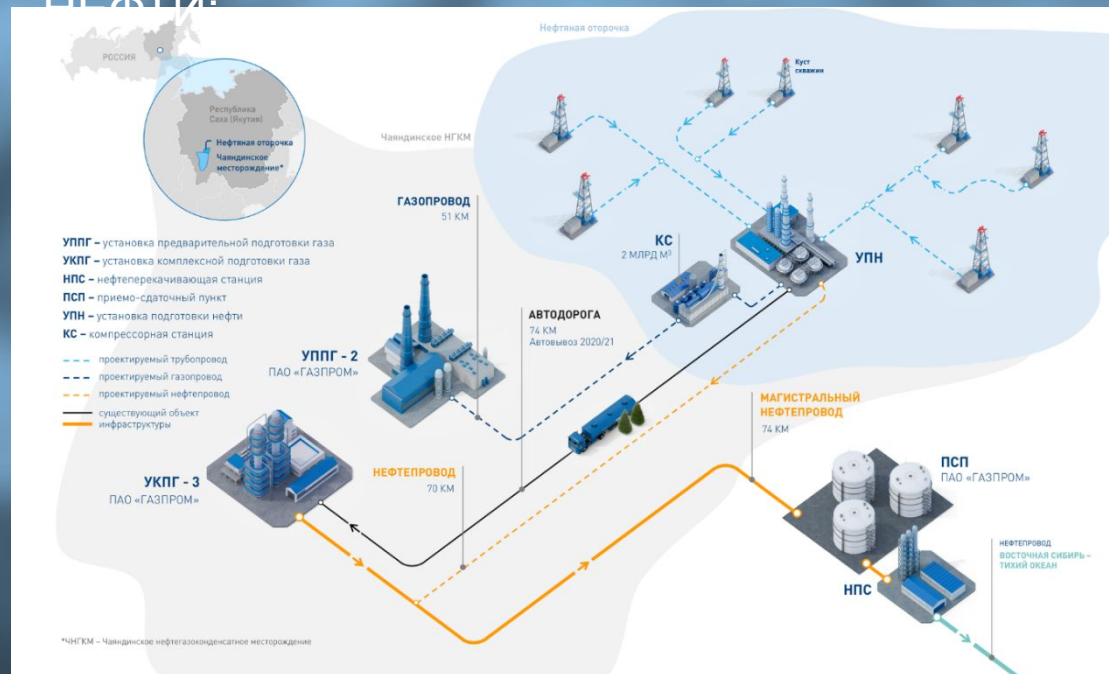 НЕФТИ:
РОССИЯ
Республика
Саха (Якутия)
Нефтяная оторочка
Чаяндинское
месторождение*
Нефтяная оторочка
Куст
скважин
Чаяндинское НГКМ
ГАЗОПРОВОД
51 КМ
КС
2 МЛРД М³
УПН
УППГ – установка предварительной подготовки газа
УКПГ – установка комплексной подготовки газа
НПС – нефтеперекачивающая станция
ПСП – приемо-сдаточный пункт
УПН – установка подготовки нефти
КС – компрессорная станция
проектируемый трубопровод
проектируемый газопровод
проектируемый нефтепровод
существующий объект
инфраструктуры
АВТОДОРОГА
74 КМ
Автовывоз 2020/21
УППГ - 2
ПАО «ГАЗПРОМ»
МАГИСТРАЛЬНЫЙ
НЕФТЕПРОВОД
74 КМ
УКПГ - 3
ПАО «ГАЗПРОМ»
НЕФТЕПРОВОД
70 КМ
ПСП
ПАО «ГАЗПРОМ»
НПС
НЕФТЕПРОВОД
ВОСТОЧНАЯ СИБИРЬ –
ТИХИЙ ОКЕАН
*ЧНГКМ – Чаяндинское нефтегазоконденсатное месторождение